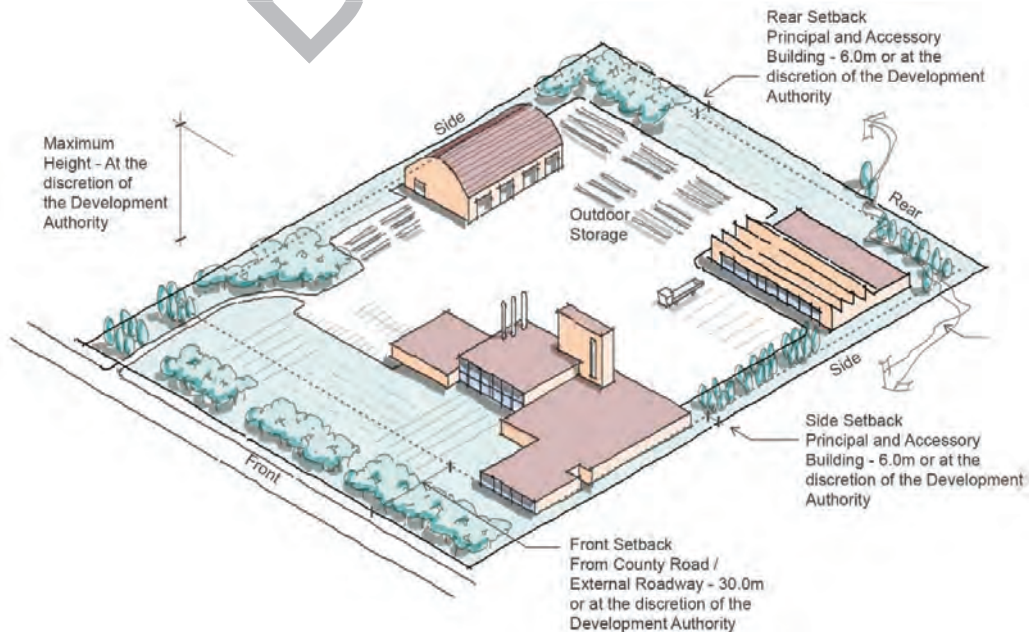 Rear Setback
Principal and Accessory
Building - 6.0m or at the
discretion of the Development
Authority
Side
Maximum
Height - At the
discretion of
the Development
Authority
Outdoor
Storage
Rear
Side
Side Setback
Principal and Accessory
Building - 6.0m or at the
discretion of the Development
Authority
Front
Front Setback
From County Road /
External Roadway - 30.0m
or at the discretion of the
Development Authority